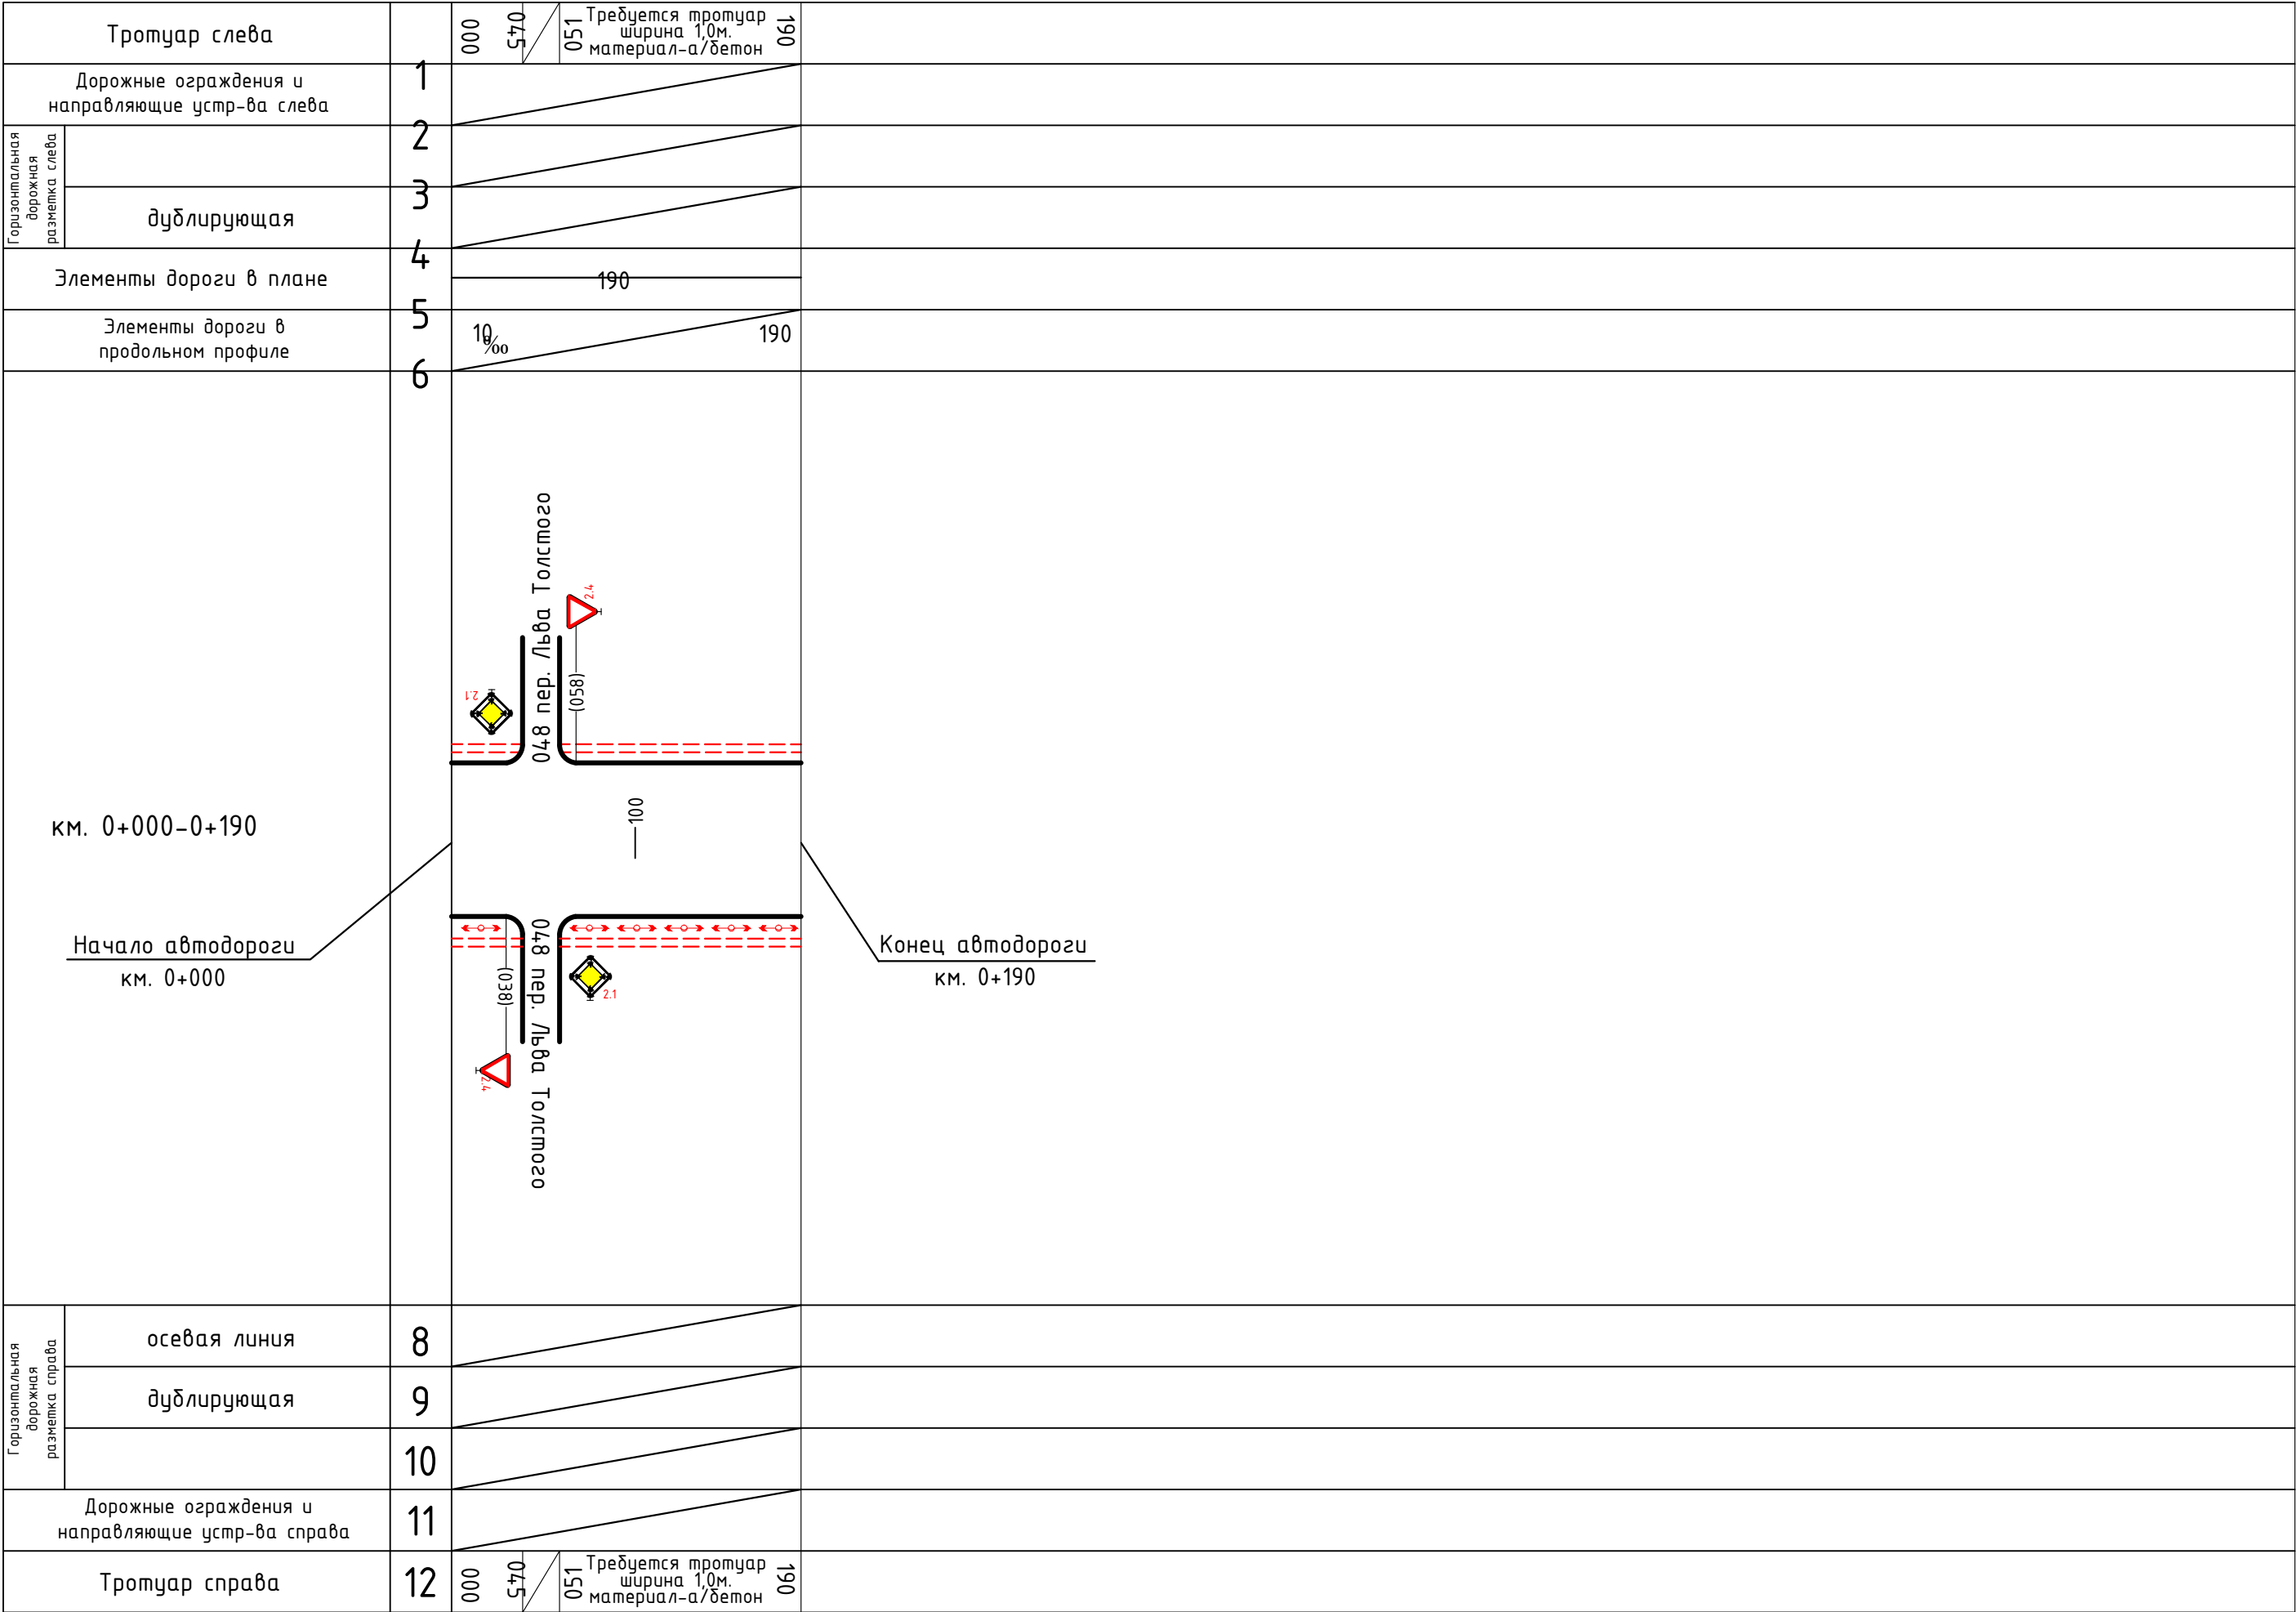 Тротуар слева
000
045
051
Требуется тротуар
ширина 1,0м.
материал-а/бетон
190
1
Дорожные ограждения и
направляющие устр-ва слева
2
Горизонтальная
дорожная
разметка слева
3
дублирующая
4
Элементы дороги в плане
190
5
Элементы дороги в
продольном профиле
10
‰
190
6
048 пер. Льва Толстого
2.4
(058)
2.1
100
км. 0+000-0+190
Начало автодороги
км. 0+000
Конец автодороги
км. 0+190
048 пер. Льва Толстого
(038)
2.1
2.4
Горизонтальная
дорожная
разметка справа
осевая линия
8
дублирующая
9
10
Дорожные ограждения и
направляющие устр-ва справа
11
Тротуар справа
12
000
045
051
Требуется тротуар
ширина 1,0м.
материал-а/бетон
190